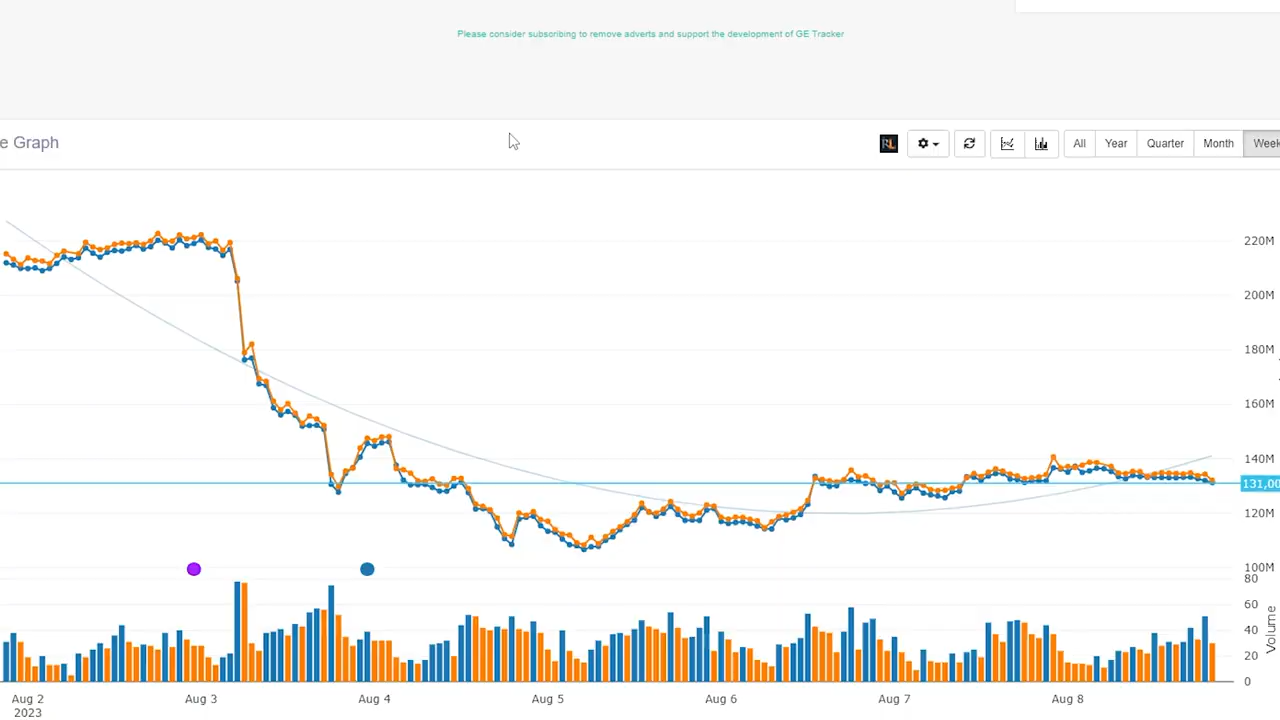 Please consider subscribing to remove adverts and support the development of GE Tracker
e Graph
RL
All Year Quarter Month Week
220M
200M
180M
160M
140M
131,00
120M
100M
80
60
40
20
0
Volume
Aug 2 Aug 3 Aug 4 Aug 5 Aug 6 Aug 7 Aug 8
2023